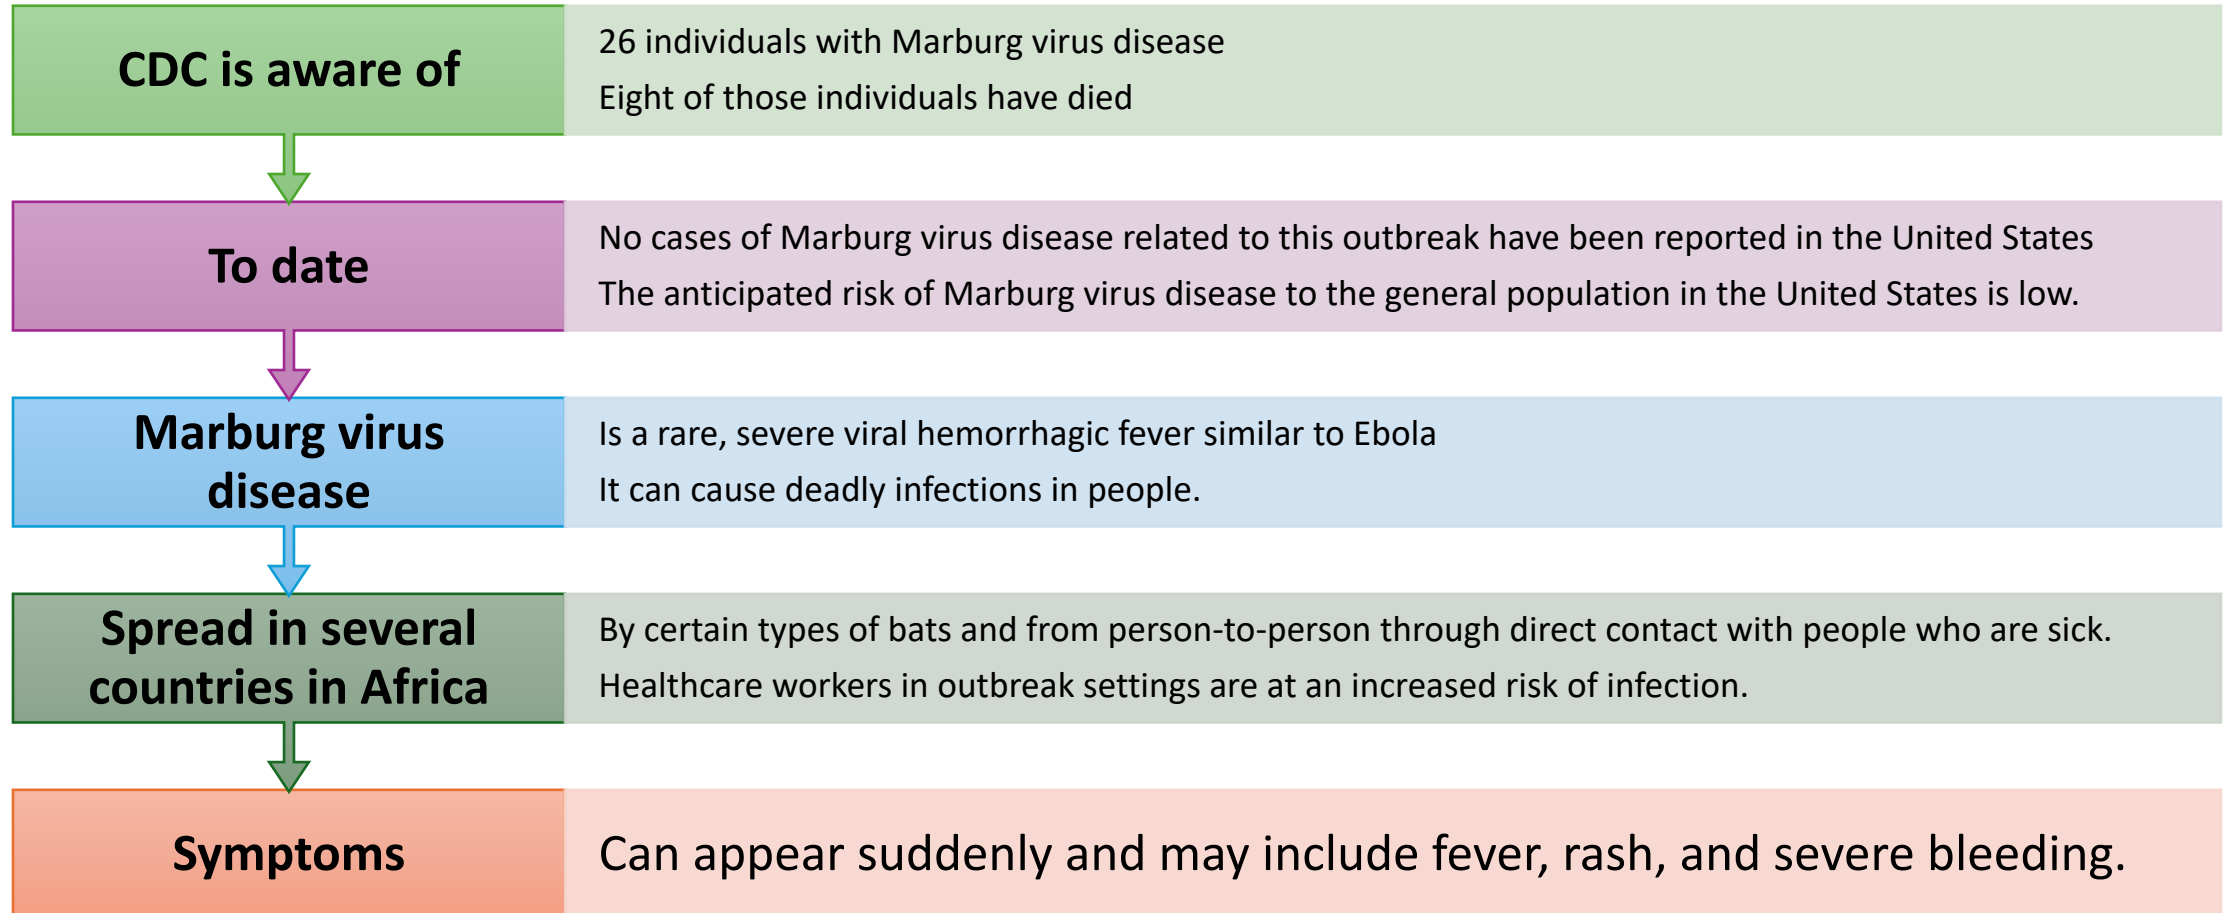 CDC is aware of
26 individuals with Marburg virus disease
Eight of those individuals have died
To date
No cases of Marburg virus disease related to this outbreak have been reported in the United States
The anticipated risk of Marburg virus disease to the general population in the United States is low.
Marburg virus
disease
Is a rare, severe viral hemorrhagic fever similar to Ebola
It can cause deadly infections in people.
Spread in several
countries in Africa
By certain types of bats and from person-to-person through direct contact with people who are sick.
Healthcare workers in outbreak settings are at an increased risk of infection.
Symptoms
Can appear suddenly and may include fever, rash, and severe bleeding.